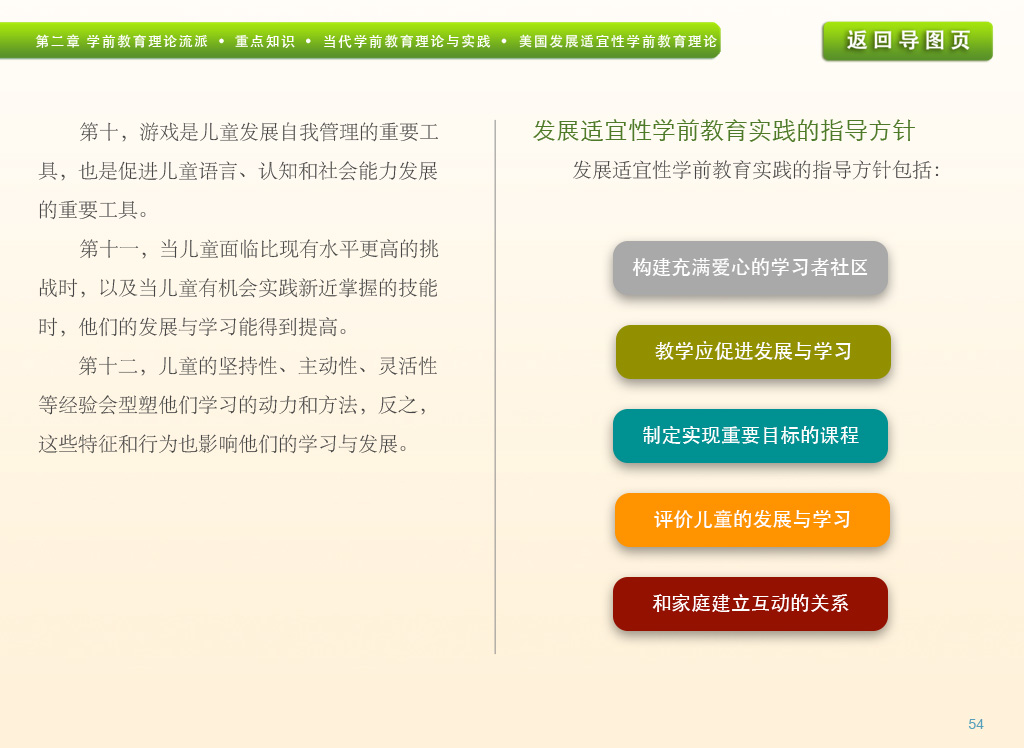 第二章 学前教育理论流派 • 重点知识 • 当代学前教育理论与实践 • 美国发展适宜性学前教育理论
返回导图页
第十，游戏是儿童发展自我管理的重要工
具，也是促进儿童语言、认知和社会能力发展
的重要工具。
第十一，当儿童面临比现有水平更高的挑
战时，以及当儿童有机会实践新近掌握的技能
时，他们的发展与学习能得到提高。
第十二，儿童的坚持性、主动性、灵活性
等经验会型塑他们学习的动力和方法，反之，
这些特征和行为也影响他们的学习与发展。
发展适宜性学前教育实践的指导方针
发展适宜性学前教育实践的指导方针包括：
构建充满爱心的学习者社区
教学应促进发展与学习
制定实现重要目标的课程
评价儿童的发展与学习
和家庭建立互动的关系
54